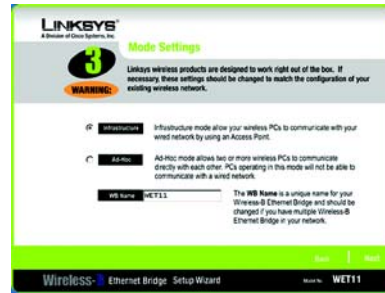 LINKSYS®
A Division of Cisco Systems, Inc.
3
Mode Settings
WARNING:
Linksys wireless products are designed to work right out of the box. If
necessary, these settings should be changed to match the configuration of your
existing wireless network.
Infrastructure
Infrastructure mode allow your wireless PCs to communicate with your
wired network by using an Access Point.
Ad-Hoc
Ad-Hoc mode allows two or more wireless PCs to communicate
directly with each other. PCs operating in this mode will not be able to
communicate with a wired network.
WB Name
WET11
The WB Name is a unique name for your
Wireless-B Ethernet Bridge and should be
changed if you have multiple Wireless-B
Ethernet Bridge in your network.
Back
Next
Wireless-B Ethernet Bridge Setup Wizard
Model No. WET11